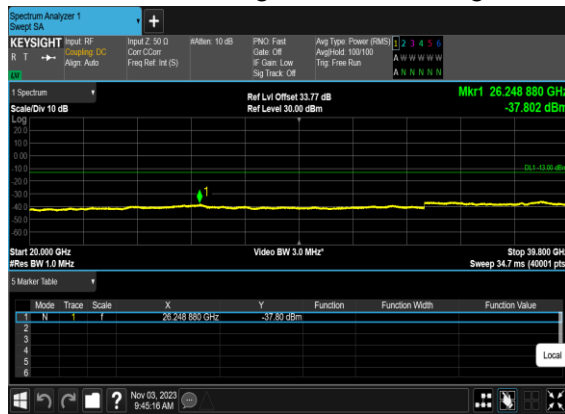 Spectrum Analyzer 1
Swept SA
+
KEYSIGHT Input: RF Input Z: 50 Ω #Atten: 10 dB PNO: Fast Avg Type: Power (RMS) 1 2 3 4 5 6
R T Coupling: DC Corr CCorr Gate: Off Avg|Hold: 100/100 A W W W W W
Align: Auto Freq Ref: Int (S) IF Gain: Low Trig: Free Run
Sig Track: Off A N N N N N
1 Spectrum Ref Lvl Offset 33.77 dB Mkr1 26.248 880 GHz
Scale/Div 10 dB Ref Level 30.00 dBm -37.802 dBm
Log
20.0
10.0
0.00
-10.0
DL1 -13.00 dBm
-20.0
1
-30.0
-40.0
-50.0
-60.0
Start 20.000 GHz Video BW 3.0 MHz* Stop 39.800 GHz
#Res BW 1.0 MHz Sweep 34.7 ms (40001 pts)
5 Marker Table
Mode Trace Scale X Y Function Function Width Function Value
1 N 1 f 26.248 880 GHz -37.80 dBm
2
3
4
5
6
Local
? Nov 03, 2023
9:45:16 AM